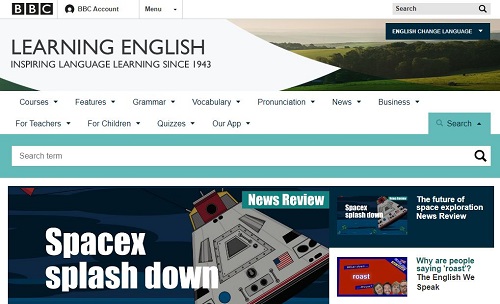 BBC BBC Account Menu Search
ENGLISH CHANGE LANGUAGE
LEARNING ENGLISH
INSPIRING LANGUAGE LEARNING SINCE 1943
Courses Features Grammar Vocabulary Pronunciation News Business
For Teachers For Children Quizzes Our App Search
Search term
News Review
Spacex
splash down
News Review
Spacex
splash down
The future of
space exploration
News Review
roast
Why are people
saying 'roast'?
The English We
Speak